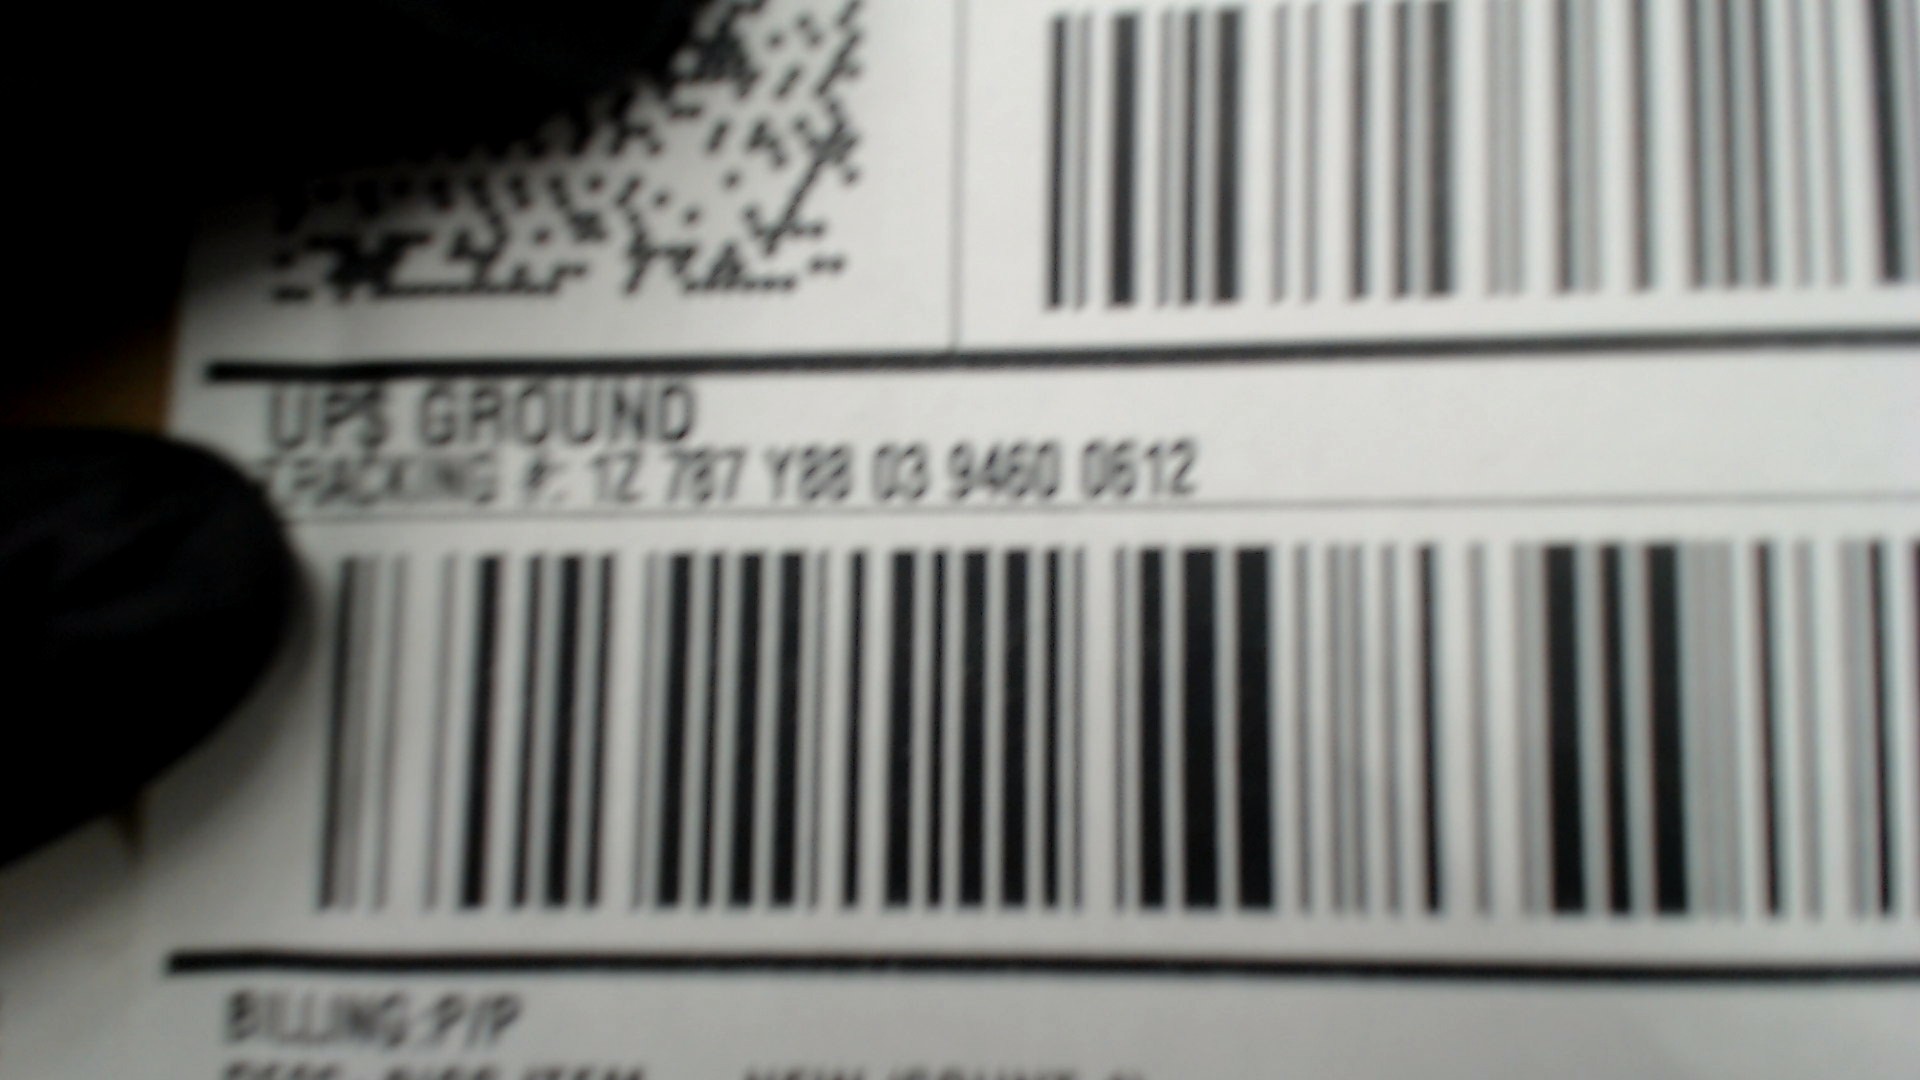 UPS GROUND
TRACKING #: 1Z 787 Y88 03 9460 0612
BILLING:P/P